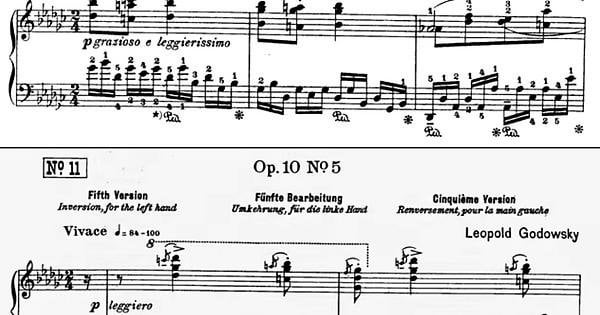 p grazioso e leggierissimo
Nº 11
Op. 10 Nº 5
Fifth Version
Inversion, for the left hand
Fünfte Bearbeitung
Umkehrung, für die linke Hand
Cinquième Version
Renversement, pour la main gauche
Vivace ♩= 84-100
Leopold Godowsky
8
p leggiero